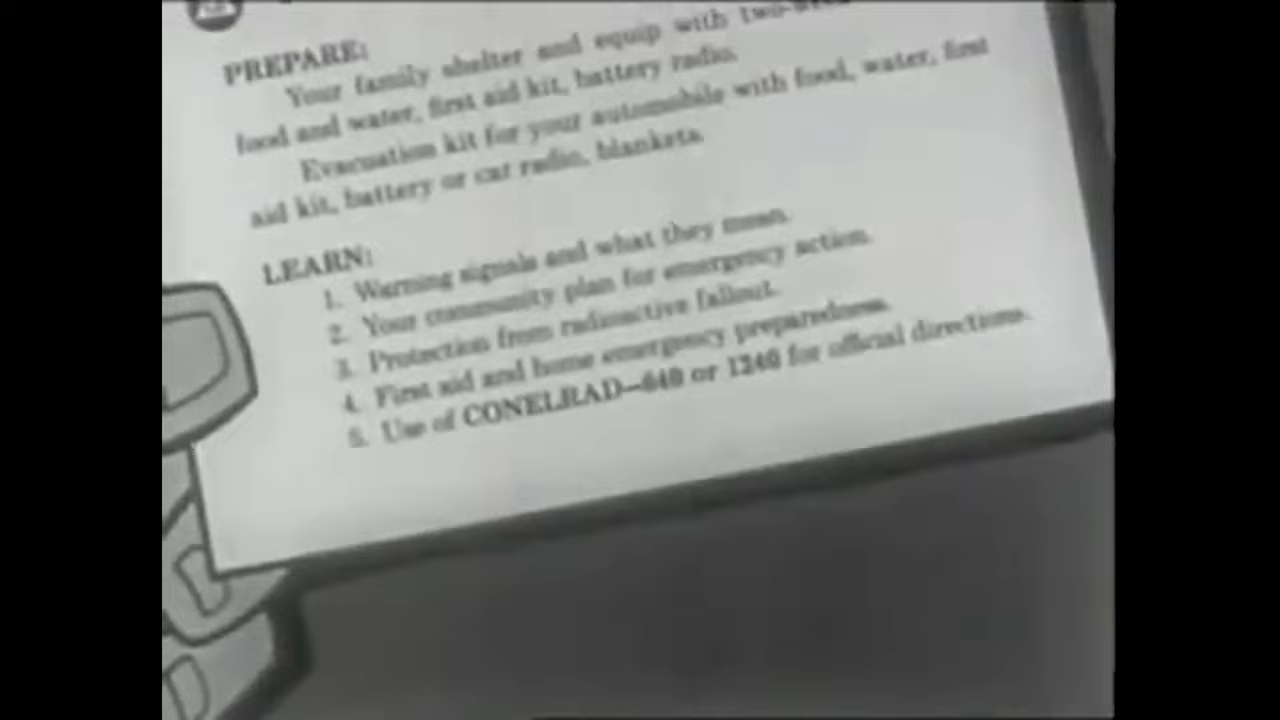 PREPARE:
Your family shelter and equip with two-week
food and water, first aid kit, battery radio.
Evacuation kit for your automobile with food, water, first
aid kit, battery or car radio, blankets.
LEARN:
1. Warning signals and what they mean.
2. Your community plan for emergency action.
3. Protection from radioactive fallout.
4. First aid and home emergency preparedness.
5. Use of CONELRAD—640 or 1240 for official directions.